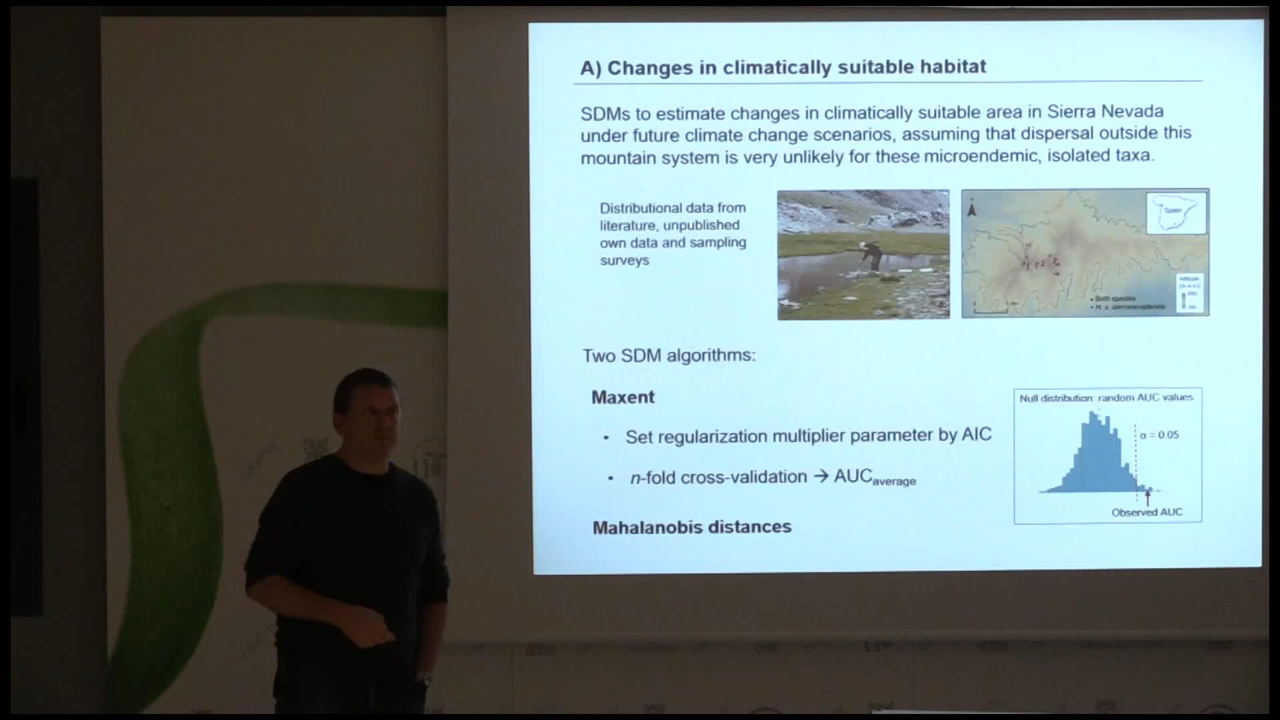 A) Changes in climatically suitable habitat
SDMs to estimate changes in climatically suitable area in Sierra Nevada
under future climate change scenarios, assuming that dispersal outside this
mountain system is very unlikely for these microendemic, isolated taxa.
Distributional data from
literature, unpublished
own data and sampling
surveys
• Both species
Two SDM algorithms:
Maxent
• Set regularization multiplier parameter by AIC
• n-fold cross-validation → AUCaverage
Mahalanobis distances
Null distribution: random AUC values
α = 0.05
Observed AUC